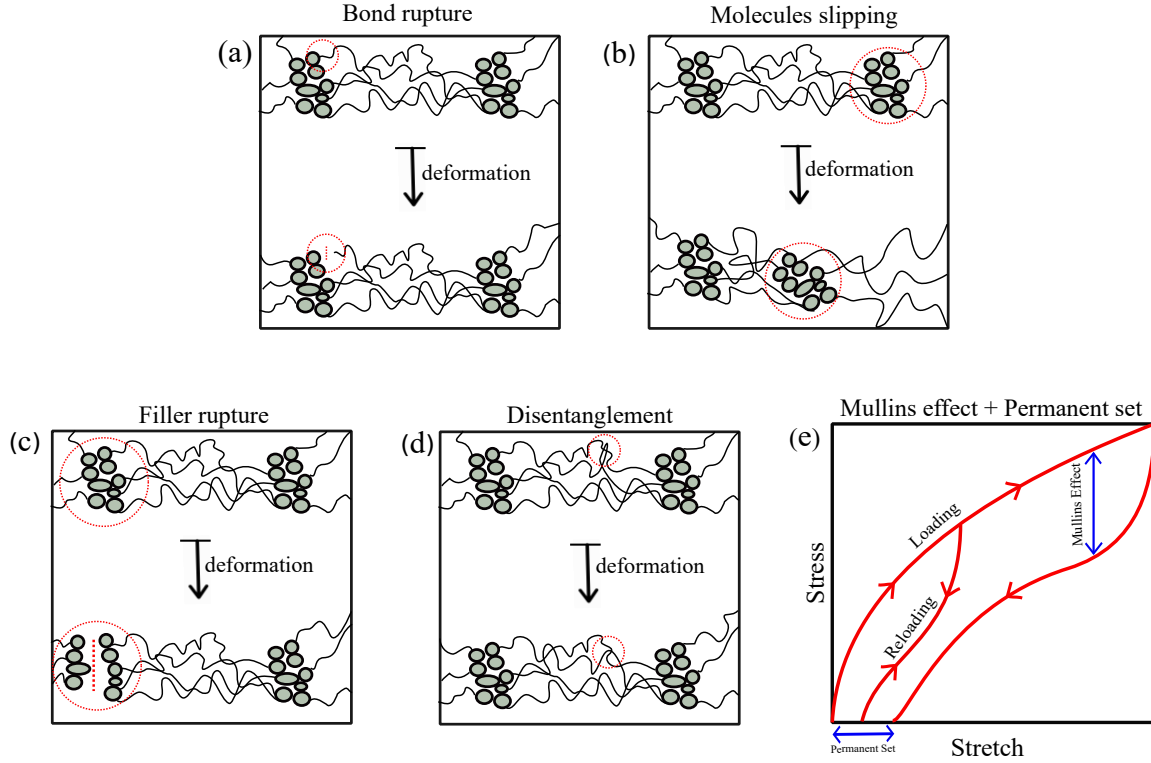 Bond rupture
(a)
deformation
Molecules slipping
(b)
deformation
Filler rupture
(c)
deformation
Disentanglement
(d)
deformation
Mullins effect + Permanent set
(e)
Stress
Loading
Reloading
Mullins Effect
Permanent Set
Stretch